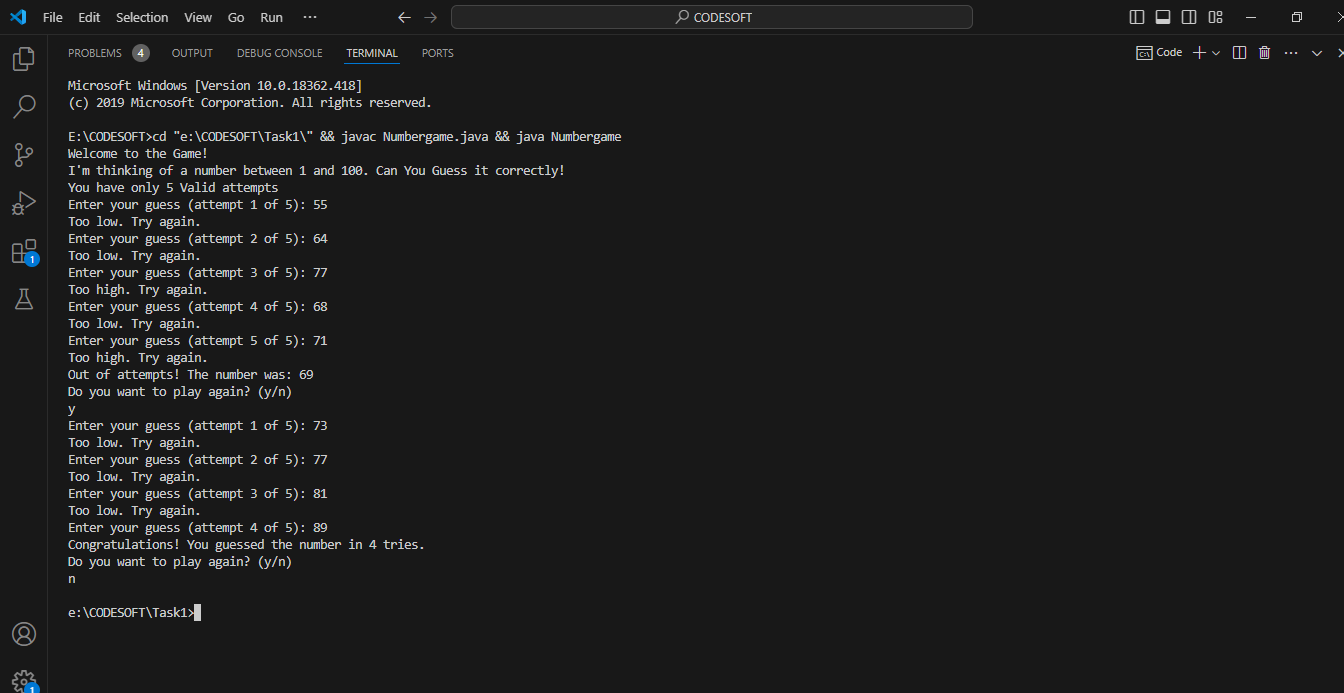 File Edit Selection View Go Run ··· CODESOFT
PROBLEMS 4 OUTPUT DEBUG CONSOLE TERMINAL PORTS Code
Microsoft Windows [Version 10.0.18362.418]
(c) 2019 Microsoft Corporation. All rights reserved.
E:\CODESOFT>cd "e:\CODESOFT\Task1\" && javac Numbergame.java && java Numbergame
Welcome to the Game!
I'm thinking of a number between 1 and 100. Can You Guess it correctly!
You have only 5 Valid attempts
Enter your guess (attempt 1 of 5): 55
Too low. Try again.
Enter your guess (attempt 2 of 5): 64
Too low. Try again.
Enter your guess (attempt 3 of 5): 77
Too high. Try again.
Enter your guess (attempt 4 of 5): 68
Too low. Try again.
Enter your guess (attempt 5 of 5): 71
Too high. Try again.
Out of attempts! The number was: 69
Do you want to play again? (y/n)
y
Enter your guess (attempt 1 of 5): 73
Too low. Try again.
Enter your guess (attempt 2 of 5): 77
Too low. Try again.
Enter your guess (attempt 3 of 5): 81
Too low. Try again.
Enter your guess (attempt 4 of 5): 89
Congratulations! You guessed the number in 4 tries.
Do you want to play again? (y/n)
n
e:\CODESOFT\Task1>
1
1